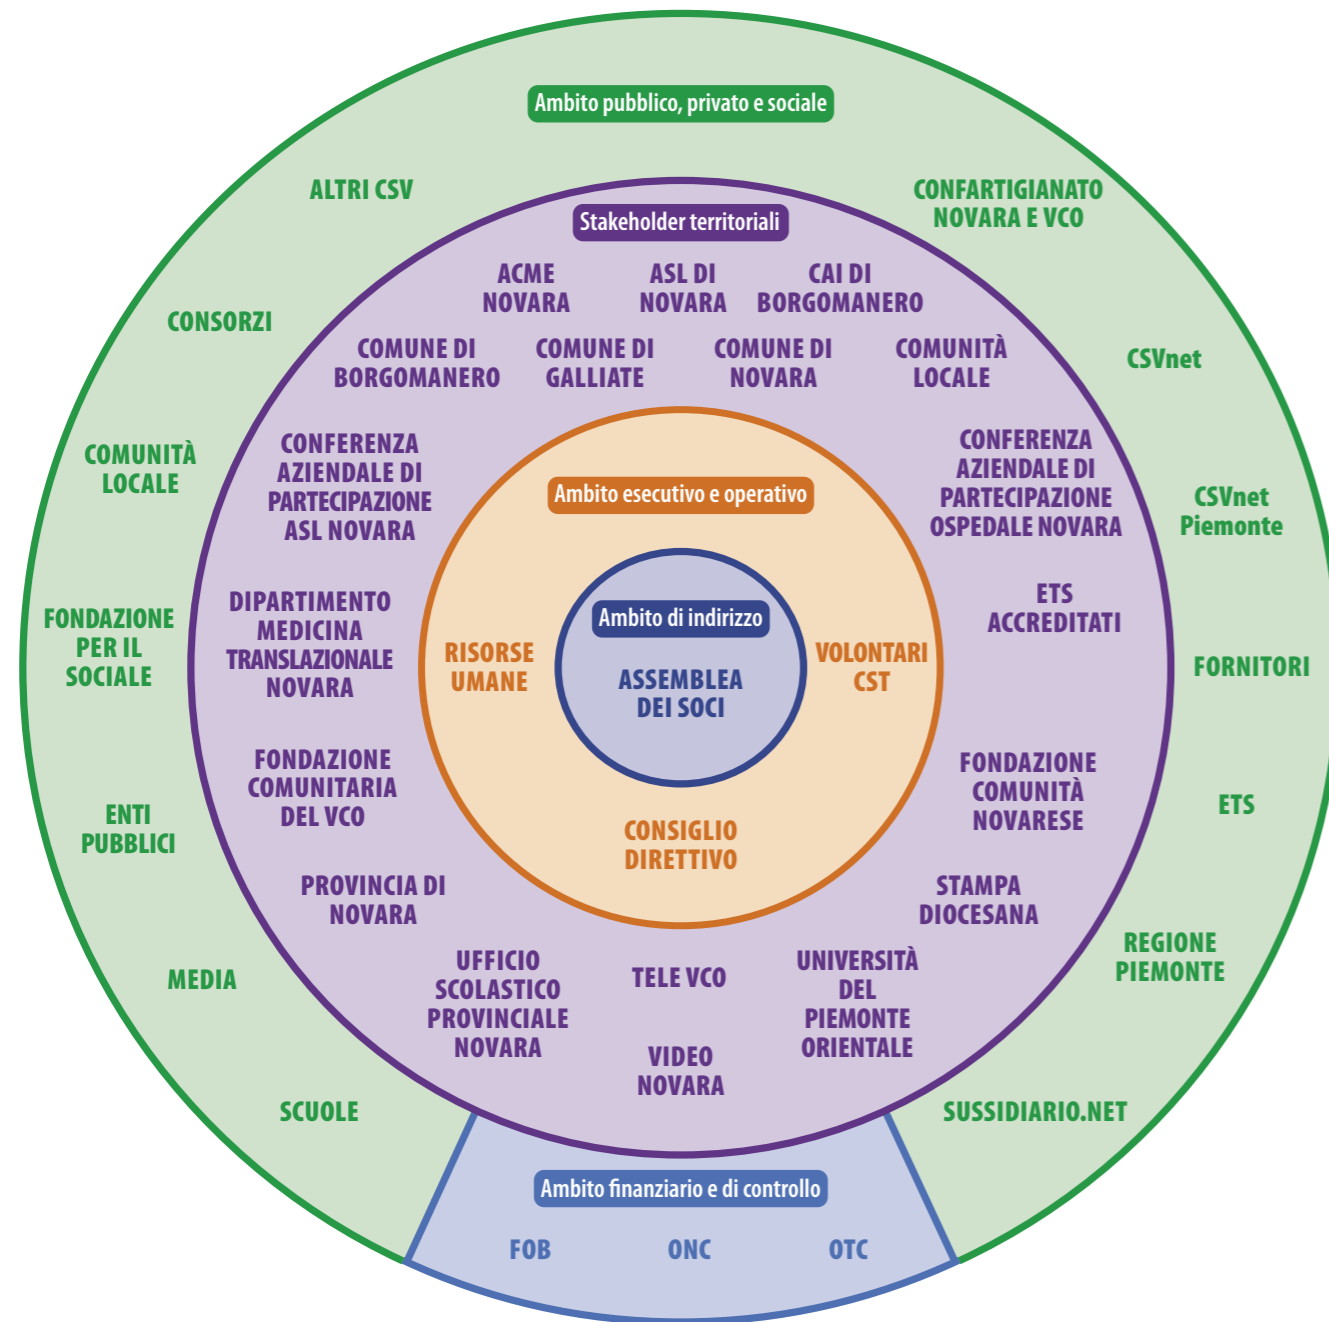 Ambito pubblico, privato e sociale
ALTRI CSV
CONFARTIGIANATO
NOVARA E VCO
CONSORZI
CSVnet
COMUNITÀ
LOCALE
CSVnet
Piemonte
FONDAZIONE
PER IL
SOCIALE
FORNITORI
ENTI
PUBBLICI
ETS
MEDIA
REGIONE
PIEMONTE
SCUOLE
SUSSIDIARIO.NET
Stakeholder territoriali
ACME
NOVARA
ASL DI
NOVARA
CAI DI
BORGOMANERO
COMUNE DI
BORGOMANERO
COMUNE DI
GALLIATE
COMUNE DI
NOVARA
COMUNITÀ
LOCALE
CONFERENZA
AZIENDALE DI
PARTECIPAZIONE
ASL NOVARA
CONFERENZA
AZIENDALE DI
PARTECIPAZIONE
OSPEDALE NOVARA
DIPARTIMENTO
MEDICINA
TRANSLAZIONALE
NOVARA
ETS
ACCREDITATI
FONDAZIONE
COMUNITARIA
DEL VCO
FONDAZIONE
COMUNITÀ
NOVARESE
PROVINCIA DI
NOVARA
STAMPA
DIOCESANA
UFFICIO
SCOLASTICO
PROVINCIALE
NOVARA
TELE VCO
UNIVERSITÀ
DEL
PIEMONTE
ORIENTALE
VIDEO
NOVARA
Ambito esecutivo e operativo
RISORSE
UMANE
VOLONTARI
CST
CONSIGLIO
DIRETTIVO
Ambito di indirizzo
ASSEMBLEA
DEI SOCI
Ambito finanziario e di controllo
FOB
ONC
OTC